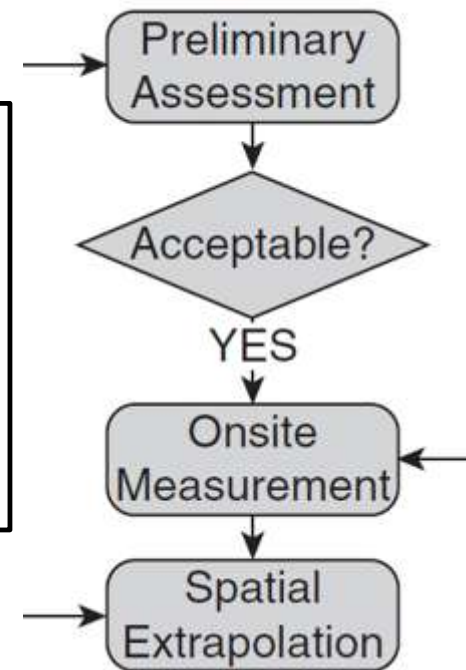 Preliminary
Assessment
Acceptable?
YES
Onsite
Measurement
Spatial
Extrapolation